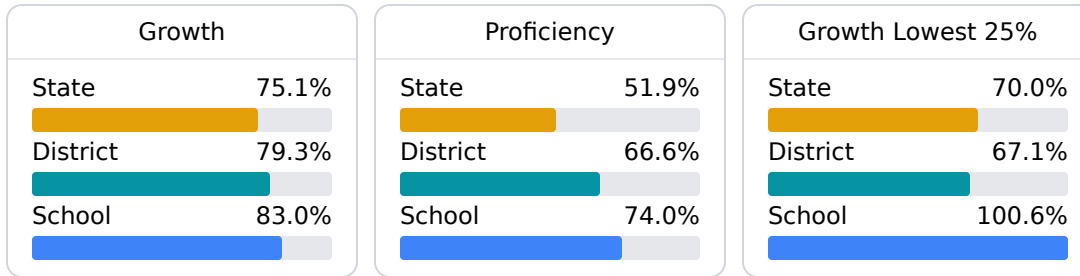 Growth
State 75.1%
District 79.3%
School 83.0%
Proficiency
State 51.9%
District 66.6%
School 74.0%
Growth Lowest 25%
State 70.0%
District 67.1%
School 100.6%